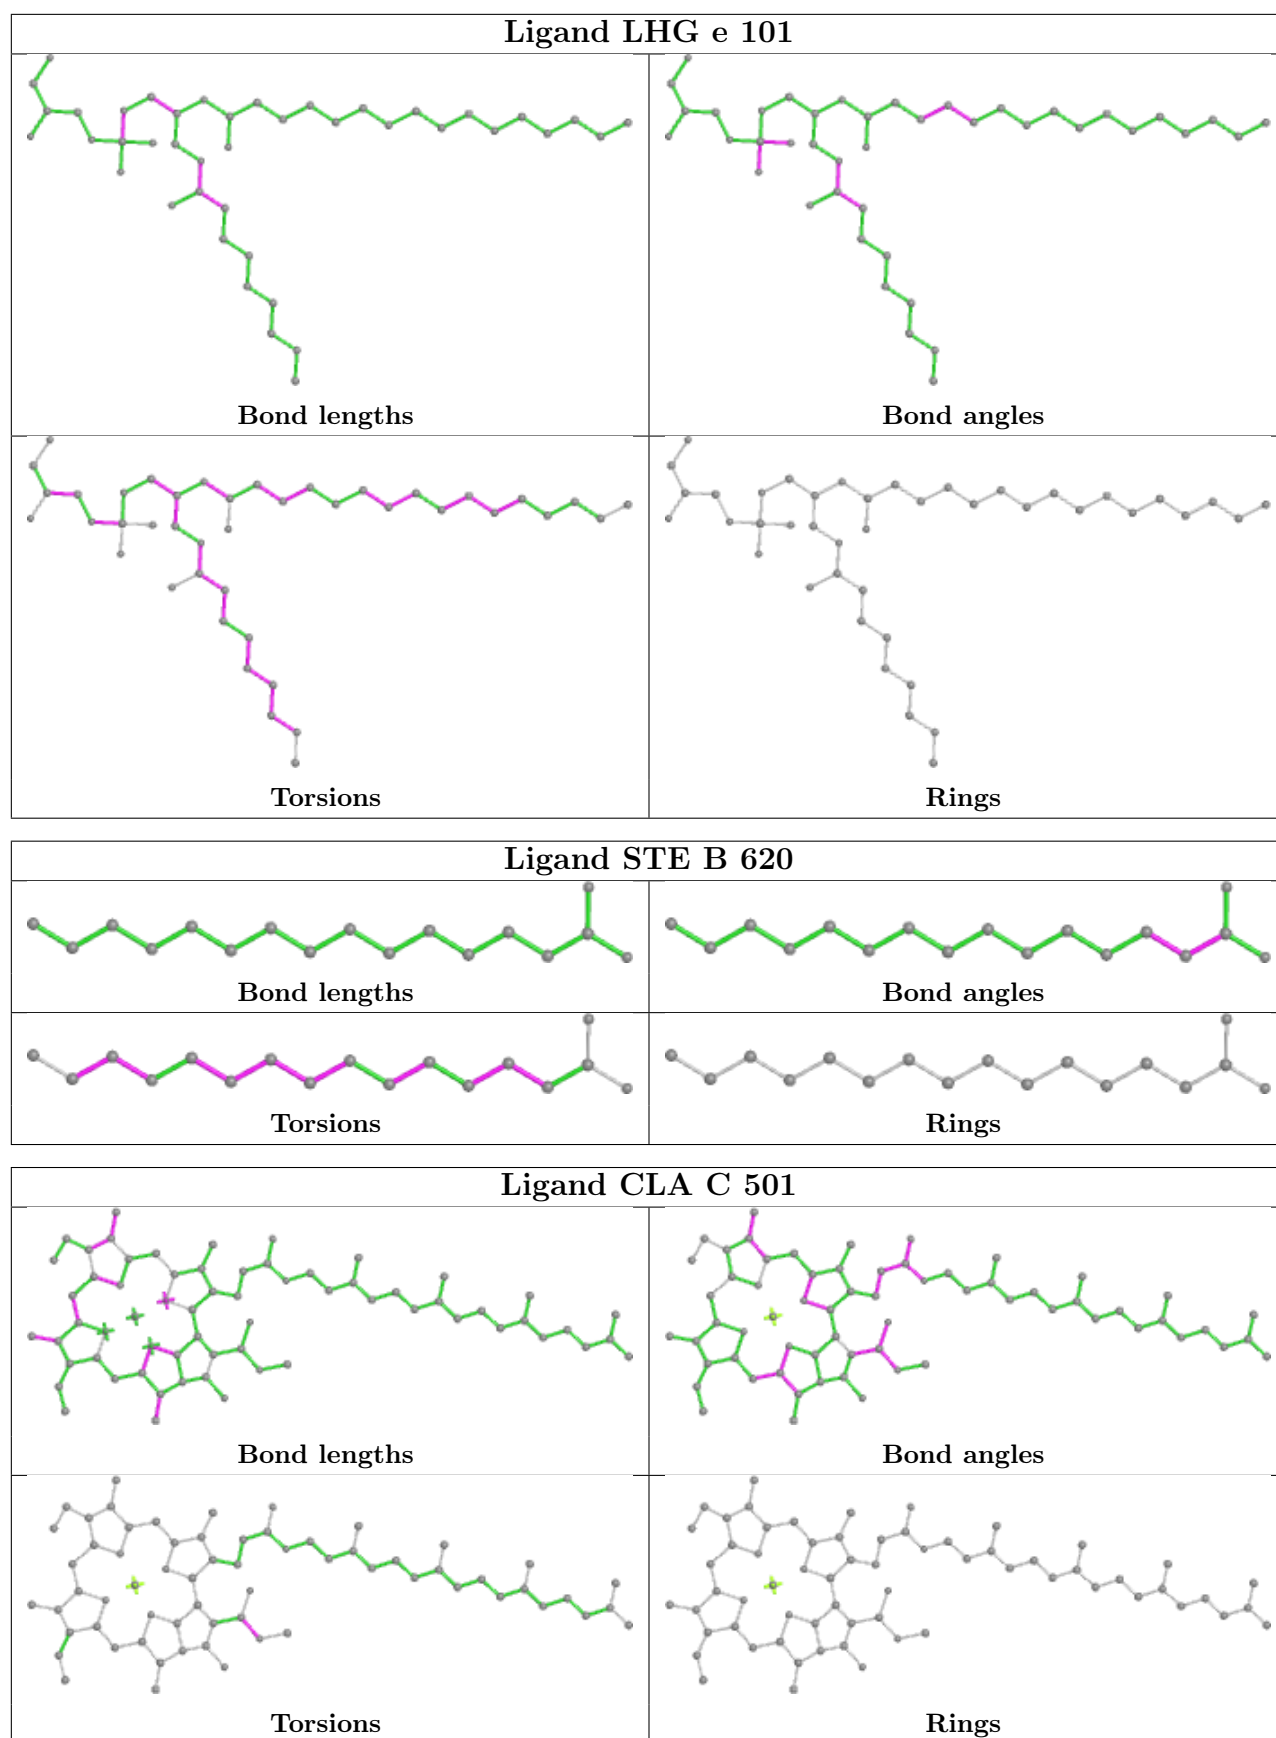 Ligand LHG e 101
Bond lengths
Bond angles
Torsions
Rings
Ligand STE B 620
Bond lengths
Bond angles
Torsions
Rings
Ligand CLA C 501
Bond lengths
Bond angles
Torsions
Rings